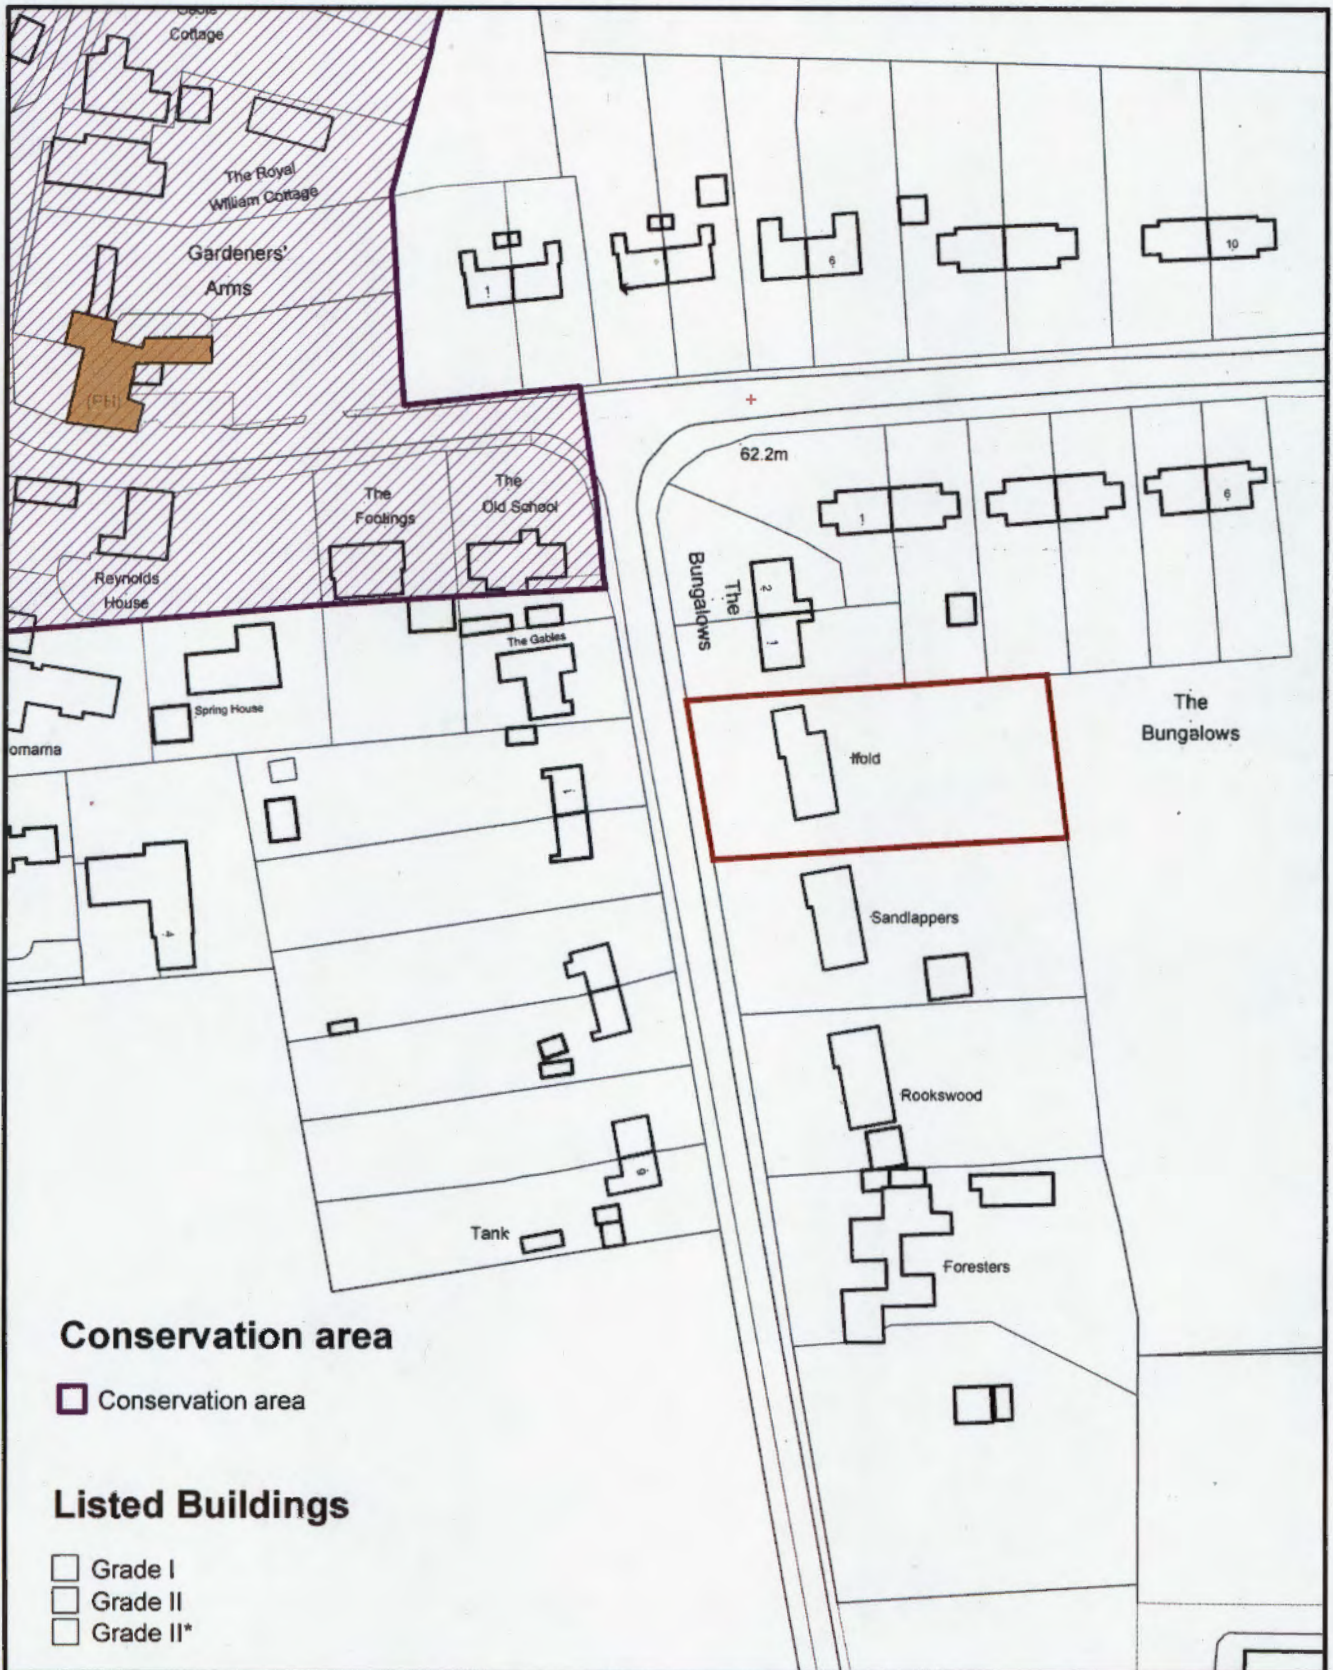 Cottage
The Royal
William Cottage
Gardeners'
Arms
(PH)
1
6
10
62.2m
The
Footings
The
Old School
Reynolds
House
1
6
The
Bungalows
2
1
The Gables
Spring House
The
Bungalows
Ifold
1
Sandlappers
4
Rookswood
6
Tank
Foresters
Conservation area
Conservation area
Listed Buildings
Grade I
Grade II
Grade II*